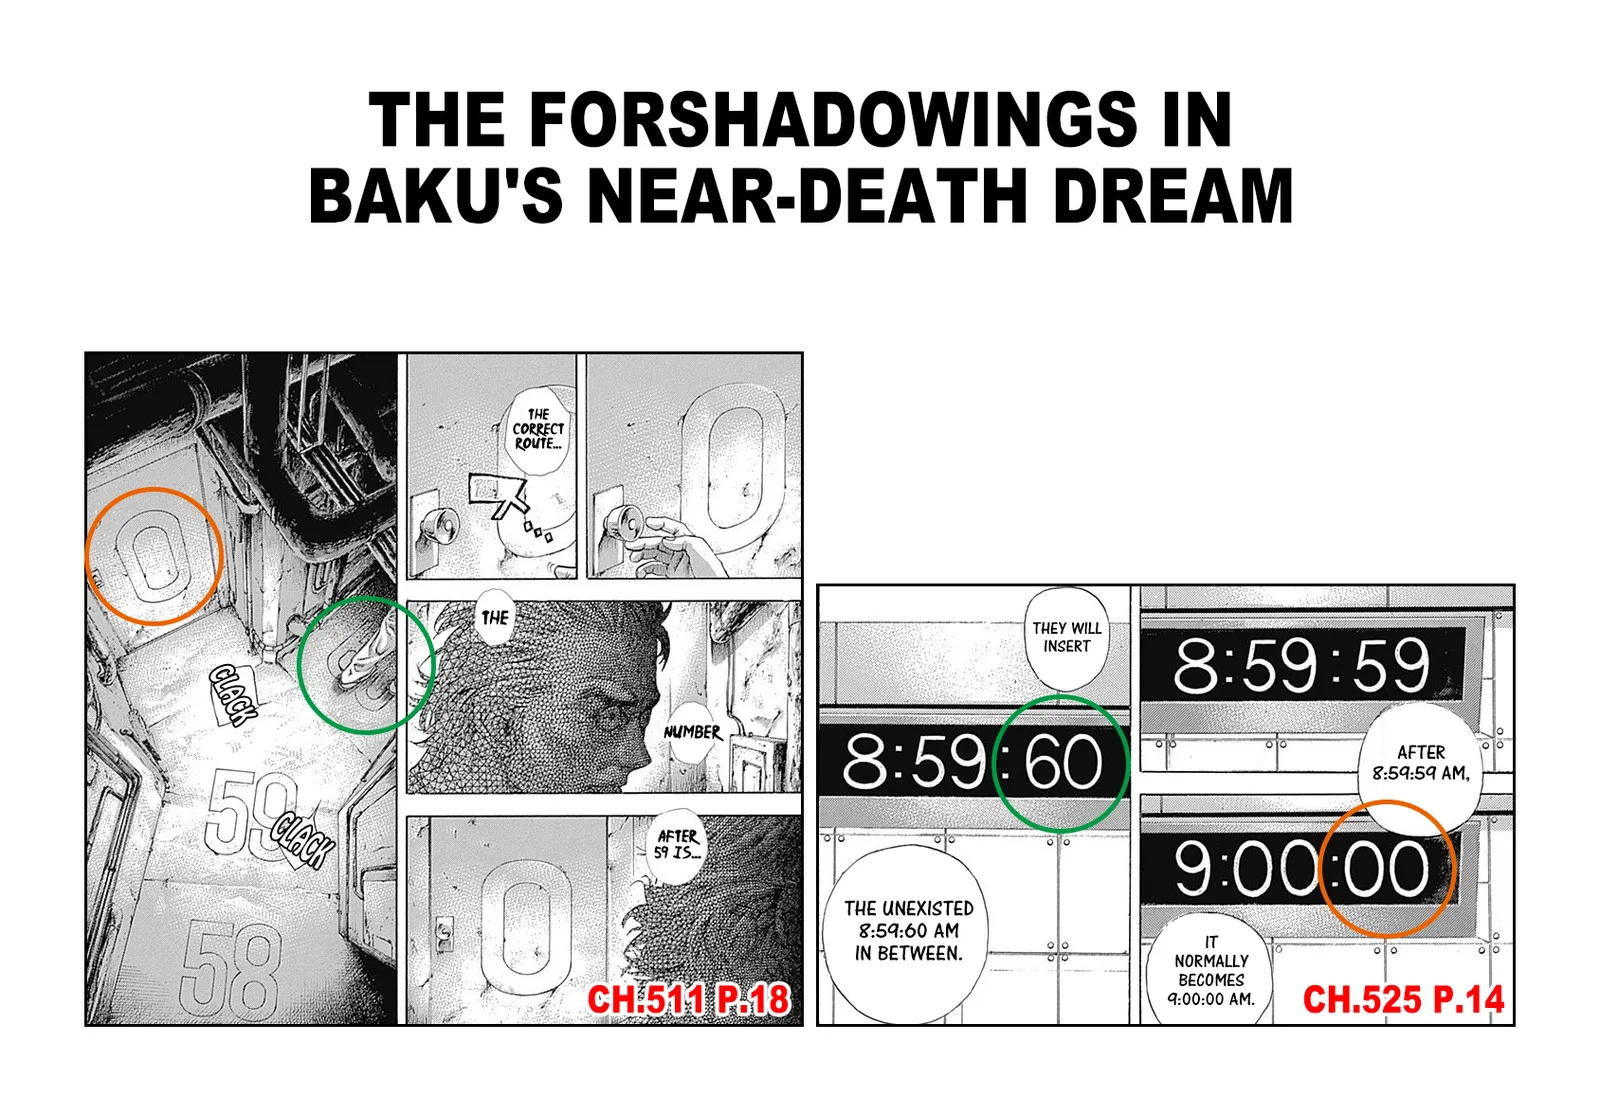 THE FORSHADOWINGS IN
BAKU'S NEAR-DEATH DREAM
0
CLACK
59
CLACK
58
THE
CORRECT
ROUTE...
0
THE
NUMBER
AFTER
59 IS...
0
CH.511 P.18
THEY WILL
INSERT
8:59:60
THE UNEXISTED
8:59:60 AM
IN BETWEEN.
8:59:59
AFTER
8:59:59 AM,
9:00:00
IT
NORMALLY
BECOMES
9:00:00 AM.
CH.525 P.14